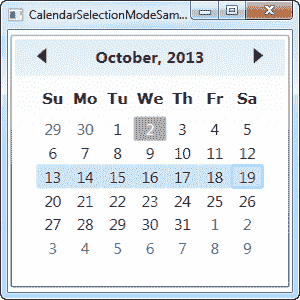 CalendarSelectionModeSam...
October, 2013
Su Mo Tu We Th Fr Sa
29 30 1 2 3 4 5
6 7 8 9 10 11 12
13 14 15 16 17 18 19
20 21 22 23 24 25 26
27 28 29 30 31 1 2
3 4 5 6 7 8 9